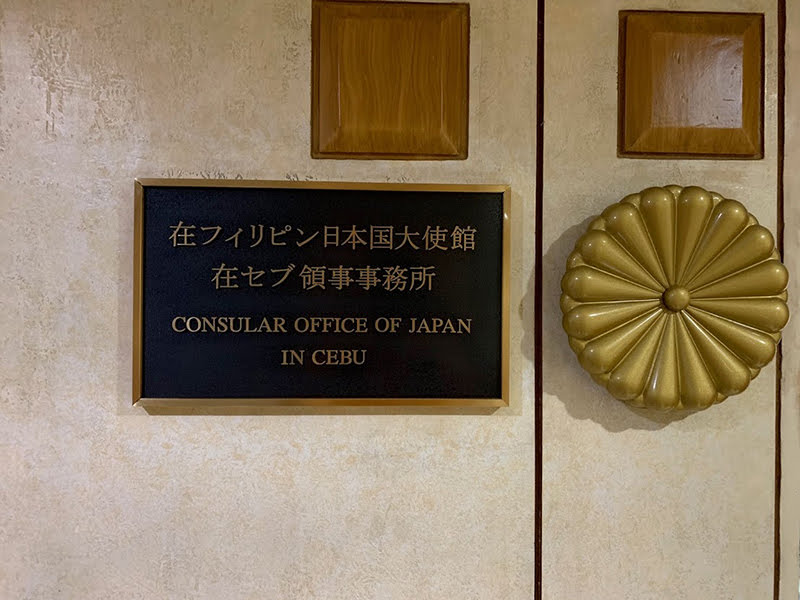 在フィリピン日本国大使館
在セブ領事事務所
CONSULAR OFFICE OF JAPAN
IN CEBU